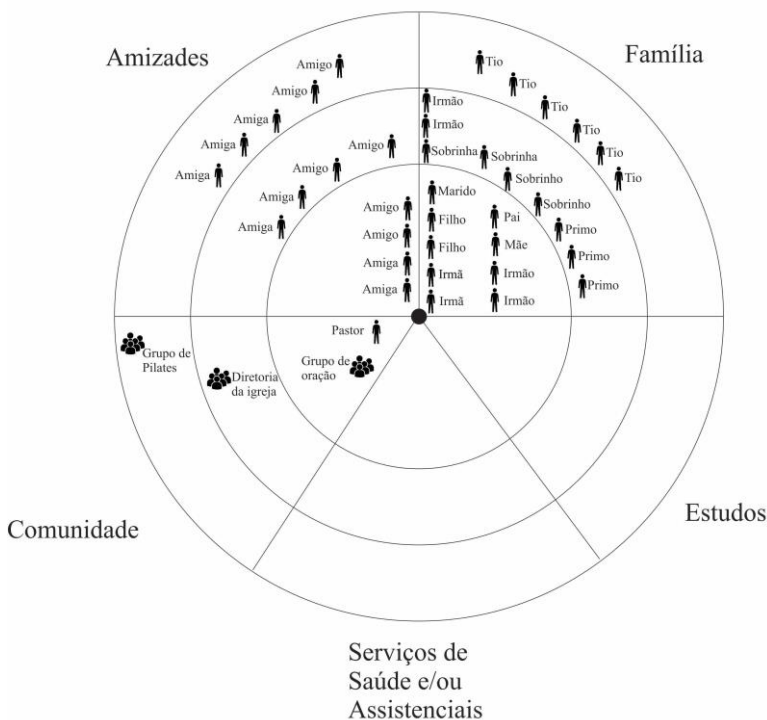 Amizades
Família
Amigo
Amigo
Amiga
Amiga
Amiga
Amigo
Amigo
Amiga
Amiga
Amigo
Amigo
Amiga
Amiga
Tio
Tio
Tio
Tio
Tio
Tio
Irmão
Irmão
Sobrinha
Sobrinha
Sobrinho
Sobrinho
Primo
Primo
Primo
Marido
Filho
Filho
Irmã
Irmã
Pai
Mãe
Irmão
Irmão
Pastor
Grupo de
oração
Diretoria
da igreja
Grupo de
Pilates
Comunidade
Estudos
Serviços de
Saúde e/ou
Assistenciais